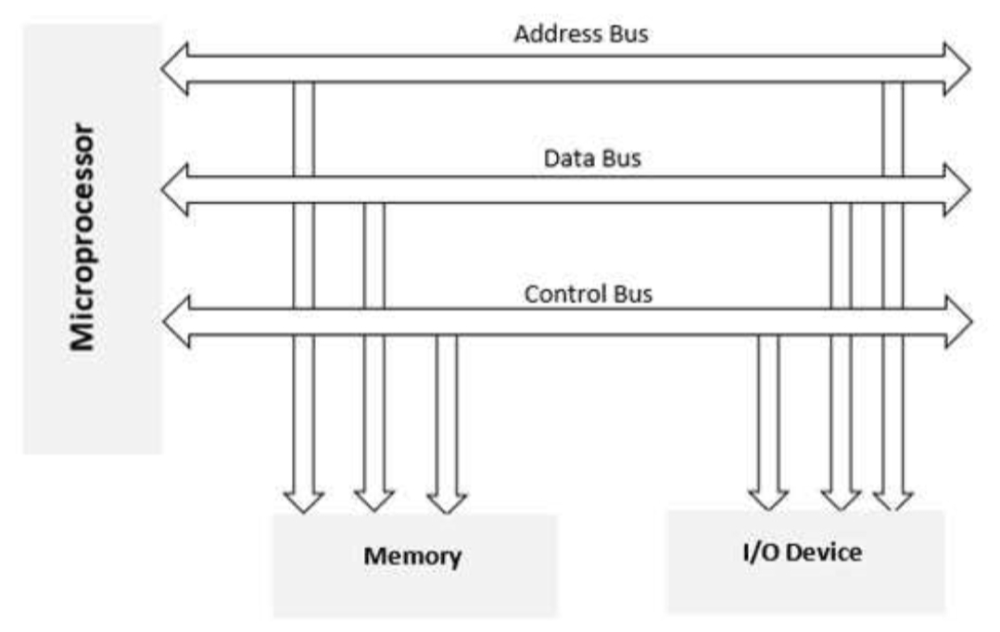 Address Bus
Microprocessor
Data Bus
Control Bus
Memory
I/O Device